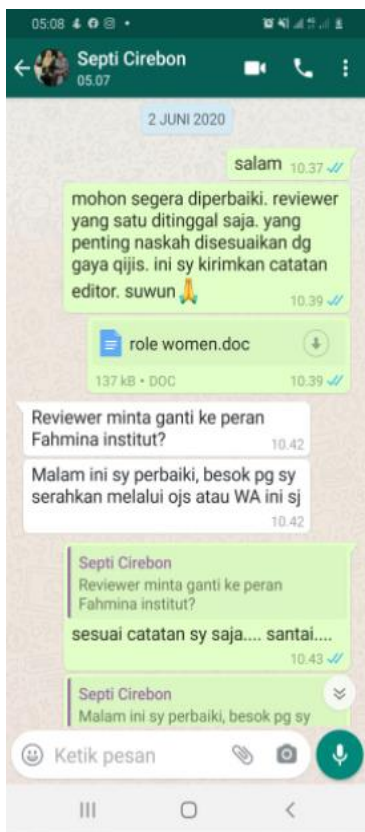 05:08
Septi Cirebon
05.07
2 JUNI 2020
salam 10.37
mohon segera diperbaiki. reviewer
yang satu ditinggal saja. yang
penting naskah disesuaikan dg
gaya qijis. ini sy kirimkan catatan
editor. suwun 🙏 10.39
role women.doc
137 kB • DOC 10.39
Reviewer minta ganti ke peran
Fahmina institut? 10.42
Malam ini sy perbaiki, besok pg sy
serahkan melalui ojs atau WA ini sj
10.42
Septi Cirebon
Reviewer minta ganti ke peran
Fahmina institut?
sesuai catatan sy saja.... santai....
10.43
Septi Cirebon
Malam ini sy perbaiki, besok pg sy
Ketik pesan